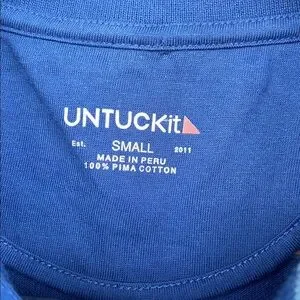 UNTUCKit
Est. SMALL 2011
MADE IN PERU
100% PIMA COTTON